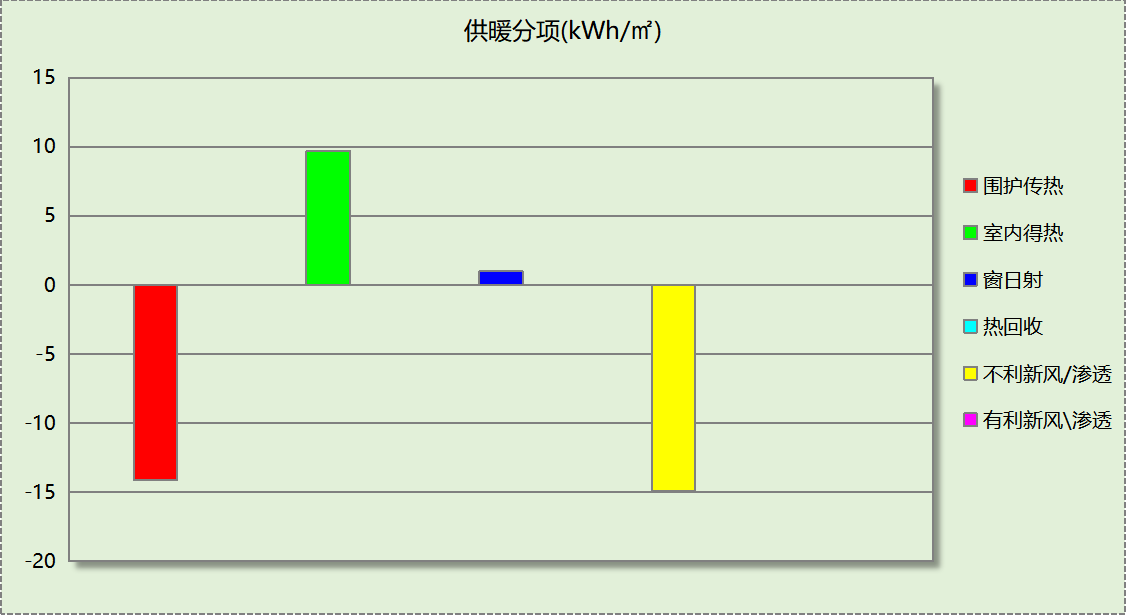 供暖分项(kWh/㎡)
15
10
5
0
-5
-10
-15
-20
围护传热
室内得热
窗日射
热回收
不利新风/渗透
有利新风\渗透